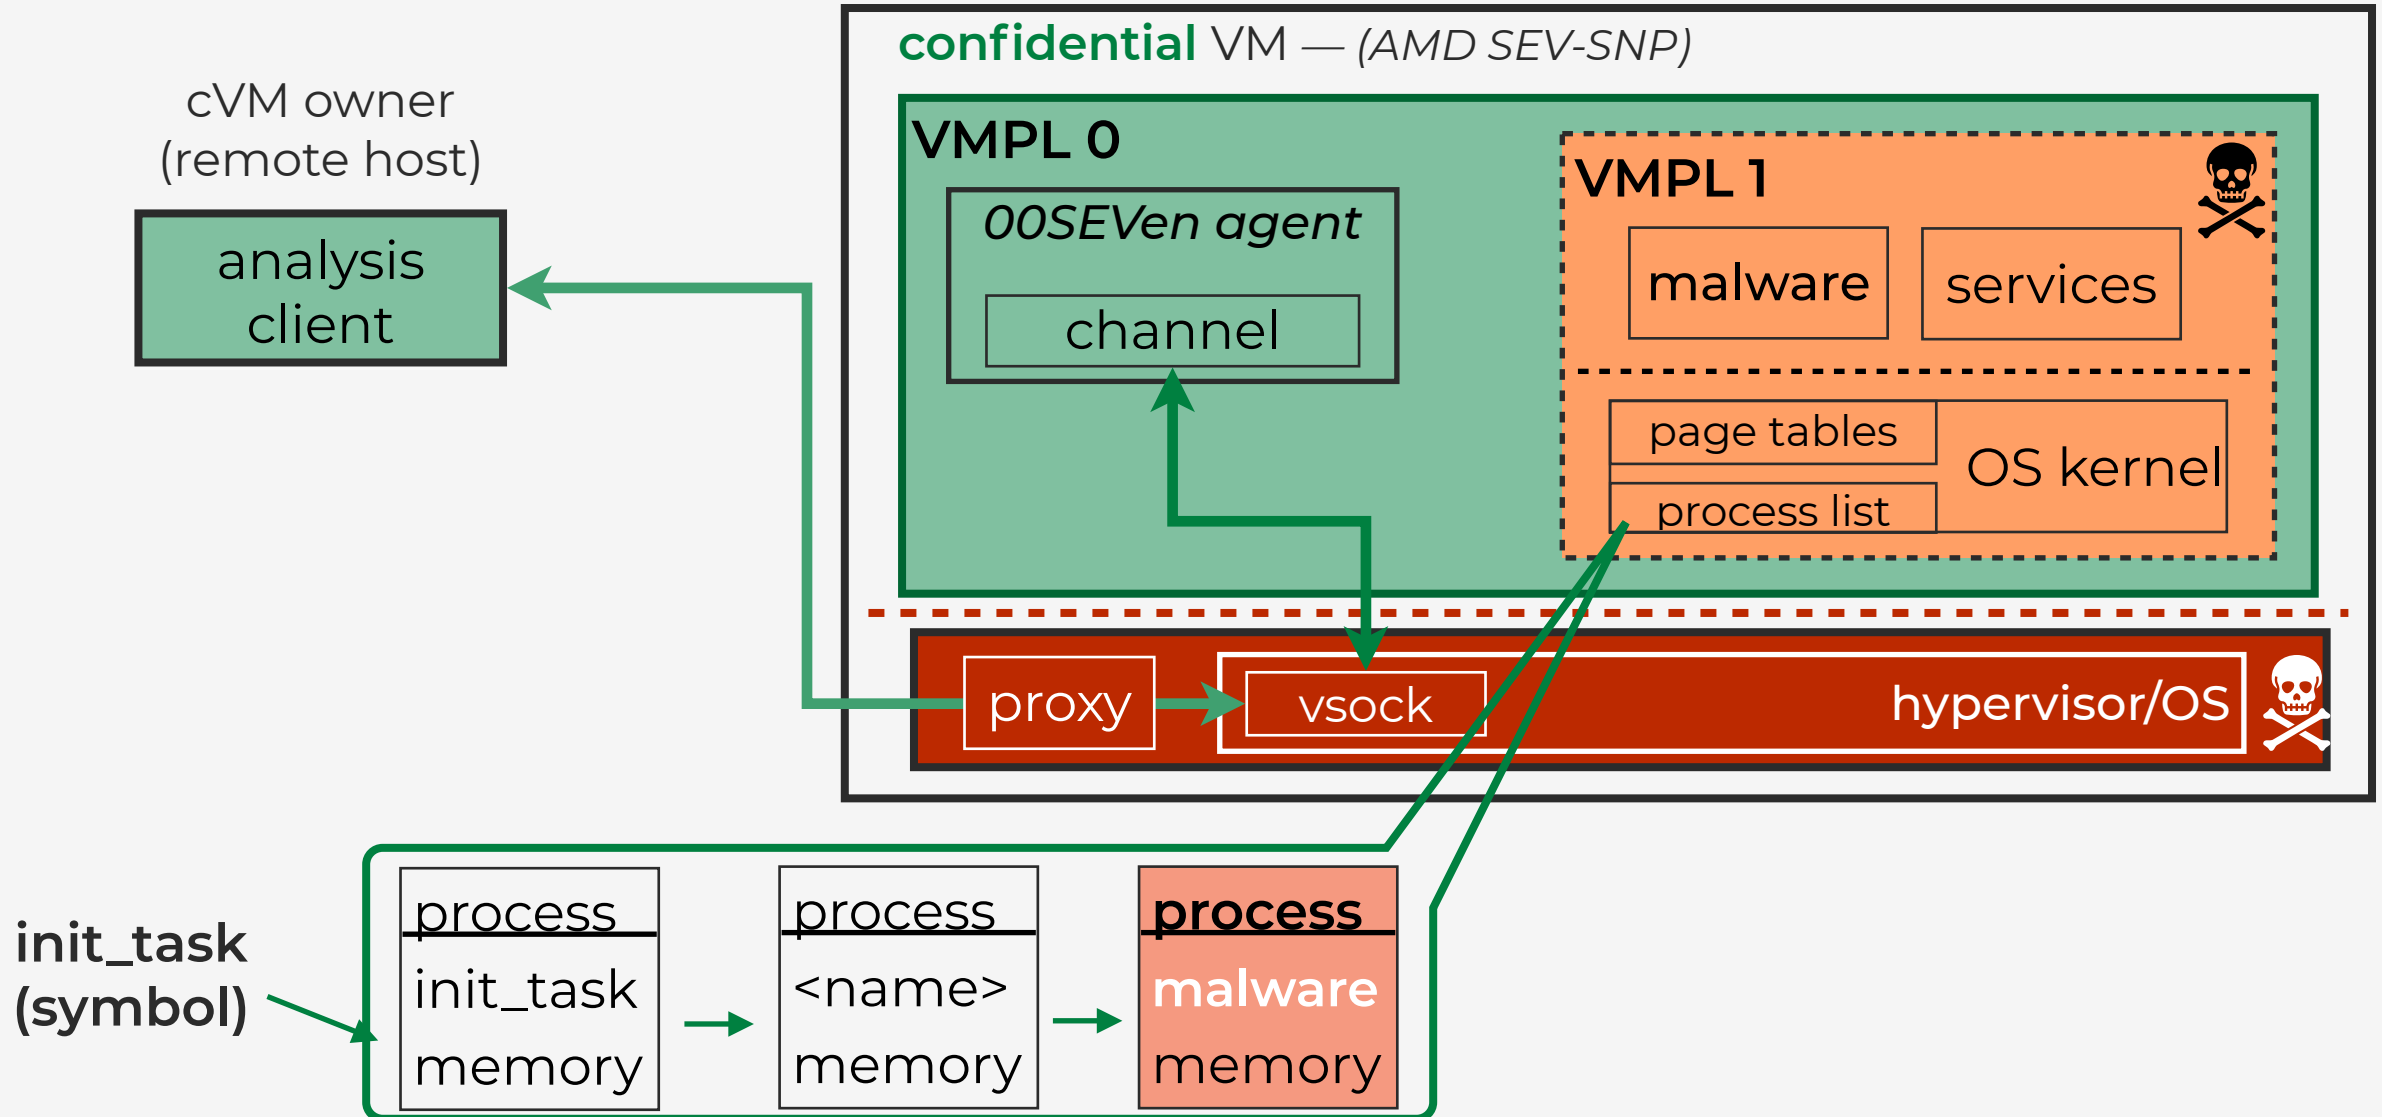 confidential VM — (AMD SEV-SNP)
cVM owner
(remote host)
analysis
client
VMPL 0
00SEVen agent
channel
VMPL 1
malware
services
page tables
process list
OS kernel
proxy
vsock
hypervisor/OS
init_task
(symbol)
process
init_task
memory
process
<name>
memory
process
malware
memory